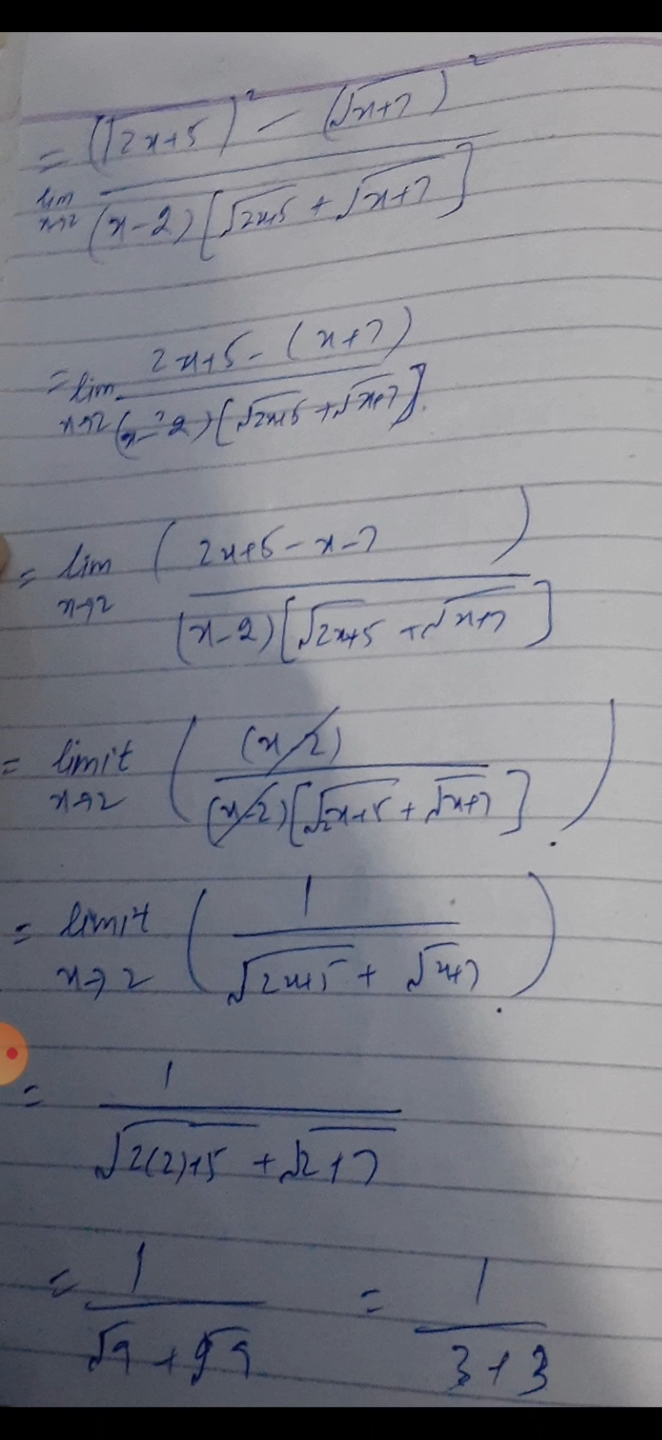 = (√2x+5)² − (√x+7)²
lim x→2 (x-2)[√2x+5 + √x+7]
2x+5-(x+7)
= lim x→2 (x-2)[√2x+5 + √x+7]
= lim x→2 (2x+5-x-7)
(x-2)[√2x+5 + √x+7]
= limit x→2 ((x-2)
(x-2)[√2x+5 + √x+7])
= limit x→2 (1
√2x+5 + √x+7)
= 1
√2(2)+5 + √2+7
= 1 = 1
√9 + √9 3+3